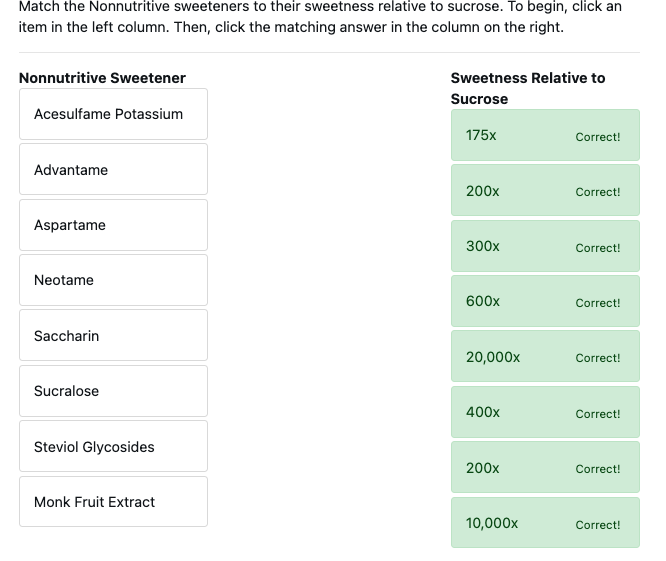 Match the Nonnutritive sweeteners to their sweetness relative to sucrose. To begin, click an
item in the left column. Then, click the matching answer in the column on the right.
Nonnutritive Sweetener
Acesulfame Potassium
Advantame
Aspartame
Neotame
Saccharin
Sucralose
Steviol Glycosides
Monk Fruit Extract
Sweetness Relative to
Sucrose
175x Correct!
200x Correct!
300x Correct!
600x Correct!
20,000x Correct!
400x Correct!
200x Correct!
10,000x Correct!